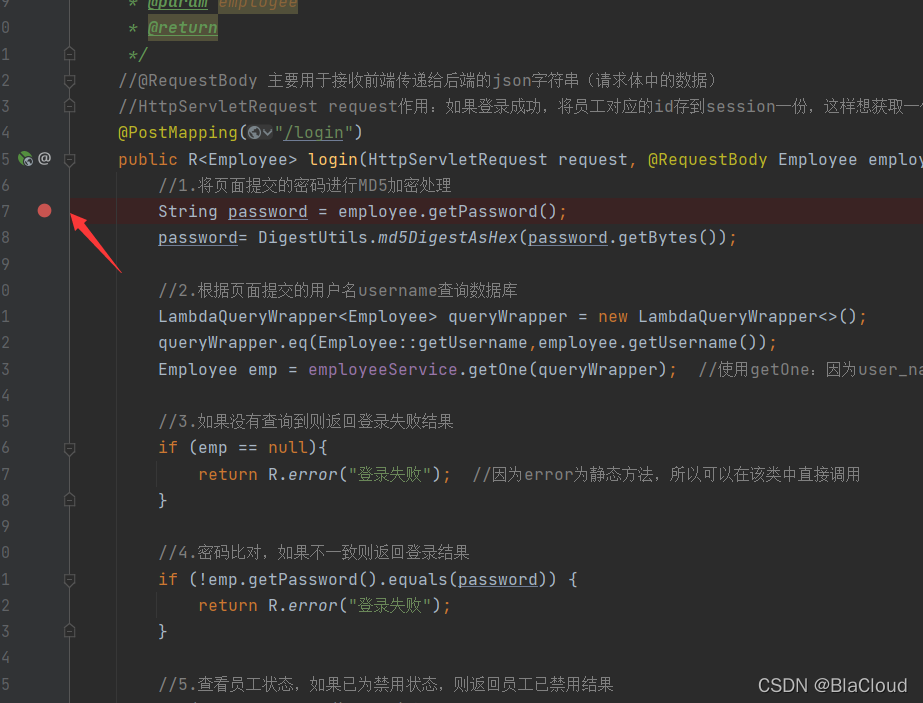 9 * @param employee
0 * @return
1 */
2 //@RequestBody 主要用于接收前端传递给后端的json字符串（请求体中的数据）
3 //HttpServletRequest request作用：如果登录成功，将员工对应的id存到session一份，这样想获取一
4 @PostMapping("/login")
5 @ public R<Employee> login(HttpServletRequest request, @RequestBody Employee employ
6 //1.将页面提交的密码进行MD5加密处理
7 String password = employee.getPassword();
8 password= DigestUtils.md5DigestAsHex(password.getBytes());
9
0 //2.根据页面提交的用户名username查询数据库
1 LambdaQueryWrapper<Employee> queryWrapper = new LambdaQueryWrapper<>();
2 queryWrapper.eq(Employee::getUsername,employee.getUsername());
3 Employee emp = employeeService.getOne(queryWrapper); //使用getOne：因为user_na
4
5 //3.如果没有查询到则返回登录失败结果
6 if (emp == null){
7 return R.error("登录失败"); //因为error为静态方法，所以可以在该类中直接调用
8 }
9
0 //4.密码比对，如果不一致则返回登录结果
1 if (!emp.getPassword().equals(password)) {
2 return R.error("登录失败");
3 }
4
5 //5.查看员工状态，如果已为禁用状态，则返回员工已禁用结果
CSDN @BlaCloud